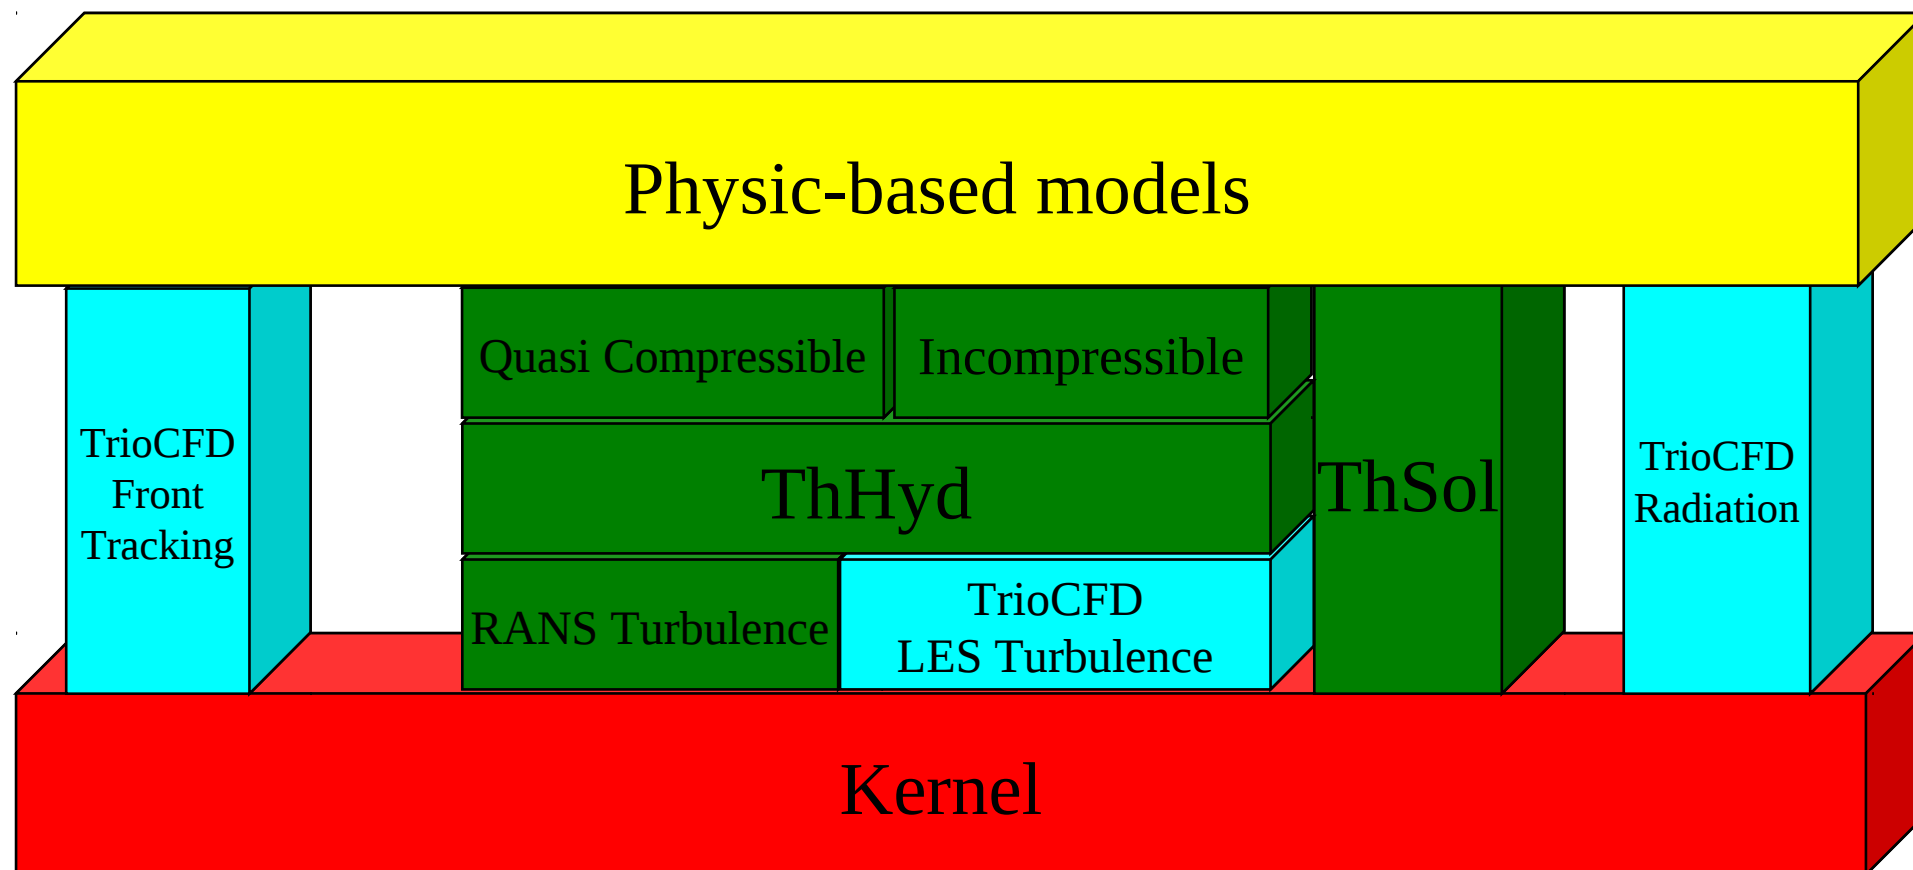 Physic-based models
Quasi Compressible
Incompressible
TrioCFD
Front
Tracking
ThHyd
ThSol
TrioCFD
Radiation
RANS Turbulence
TrioCFD
LES Turbulence
Kernel